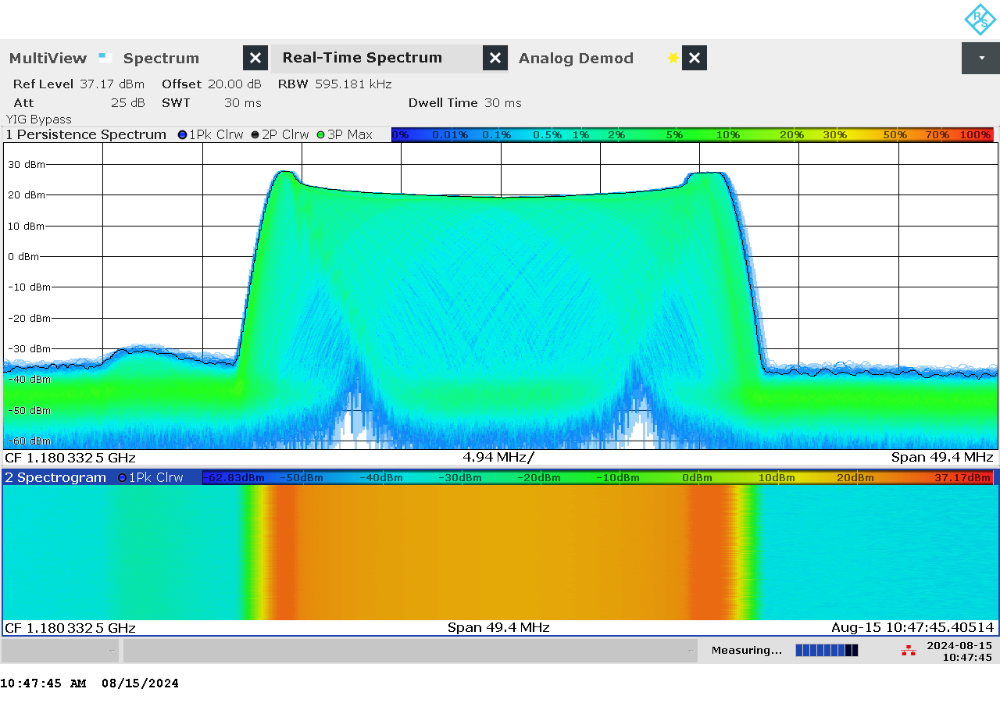 R/S
MultiView Spectrum Real-Time Spectrum Analog Demod
Ref Level 37.17 dBm Offset 20.00 dB RBW 595.181 kHz
Att 25 dB SWT 30 ms Dwell Time 30 ms
YIG Bypass
1 Persistence Spectrum 1Pk Clrw 2P Clrw 3P Max 0% 0.01% 0.1% 0.5% 1% 2% 5% 10% 20% 30% 50% 70% 100%
30 dBm
20 dBm
10 dBm
0 dBm
-10 dBm
-20 dBm
-30 dBm
-40 dBm
-50 dBm
-60 dBm
CF 1.180 332 5 GHz 4.94 MHz/ Span 49.4 MHz
2 Spectrogram 1Pk Clrw -62.83dBm -50dBm -40dBm -30dBm -20dBm -10dBm 0dBm 10dBm 20dBm 37.17dBm
CF 1.180 332 5 GHz Span 49.4 MHz Aug-15 10:47:45.40514
Measuring... 2024-08-15
10:47:45
10:47:45 AM 08/15/2024